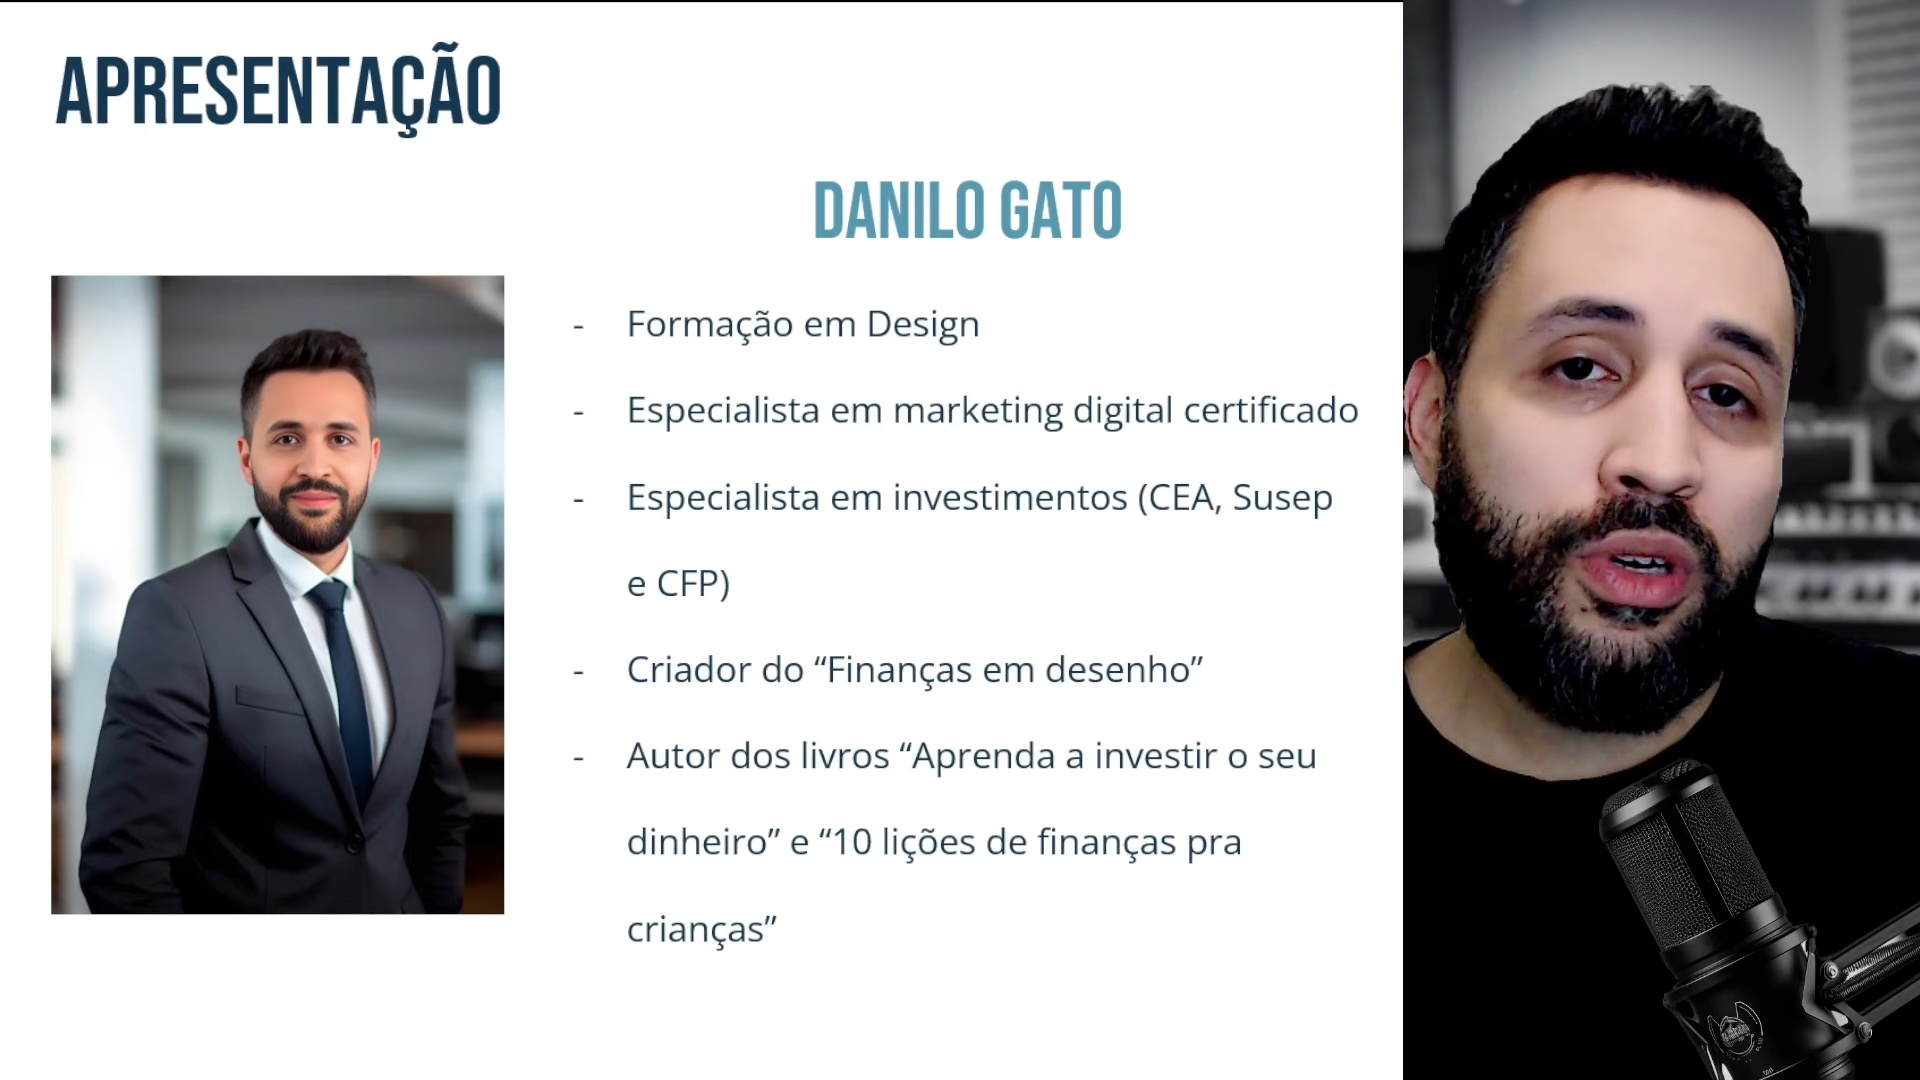 APRESENTAÇÃO
DANILO GATO
- Formação em Design
- Especialista em marketing digital certificado
- Especialista em investimentos (CEA, Susep
e CFP)
- Criador do “Finanças em desenho”
- Autor dos livros “Aprenda a investir o seu
dinheiro” e “10 lições de finanças pra
crianças”